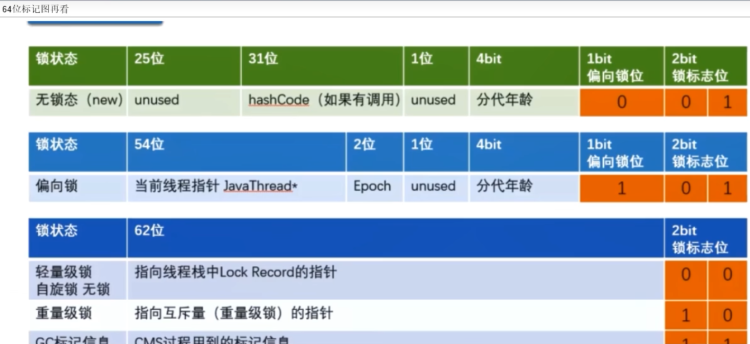 64位标记图再看
锁状态 25位 31位 1位 4bit 1bit 偏向锁位 2bit 锁标志位
无锁态（new） unused hashCode（如果有调用） unused 分代年龄 0 0 1
锁状态 54位 2位 1位 4bit 1bit 偏向锁位 2bit 锁标志位
偏向锁 当前线程指针 JavaThread* Epoch unused 分代年龄 1 0 1
锁状态 62位 2bit 锁标志位
轻量级锁 自旋锁 无锁 指向线程栈中Lock Record的指针 0 0
重量级锁 指向互斥量（重量级锁）的指针 1 0
GC标记信息 CMS过程用到的标记信息 1 1